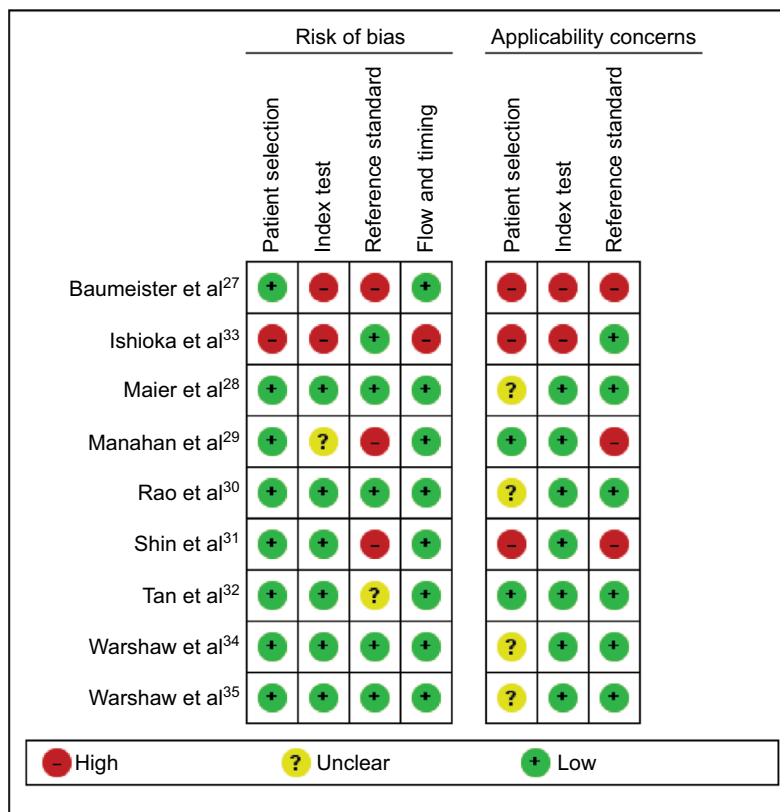 Risk of bias Applicability concerns
Patient selection
Index test
Reference standard
Flow and timing
Patient selection
Index test
Reference standard
Baumeister et al27 + – – + – – –
Ishioka et al33 – – + – – – +
Maier et al28 + + + + ? + +
Manahan et al29 + ? – + + + –
Rao et al30 + + + + ? + +
Shin et al31 + + – + – + –
Tan et al32 + + ? + + + +
Warshaw et al34 + + + + ? + +
Warshaw et al35 + + + + ? + +
– High ? Unclear + Low